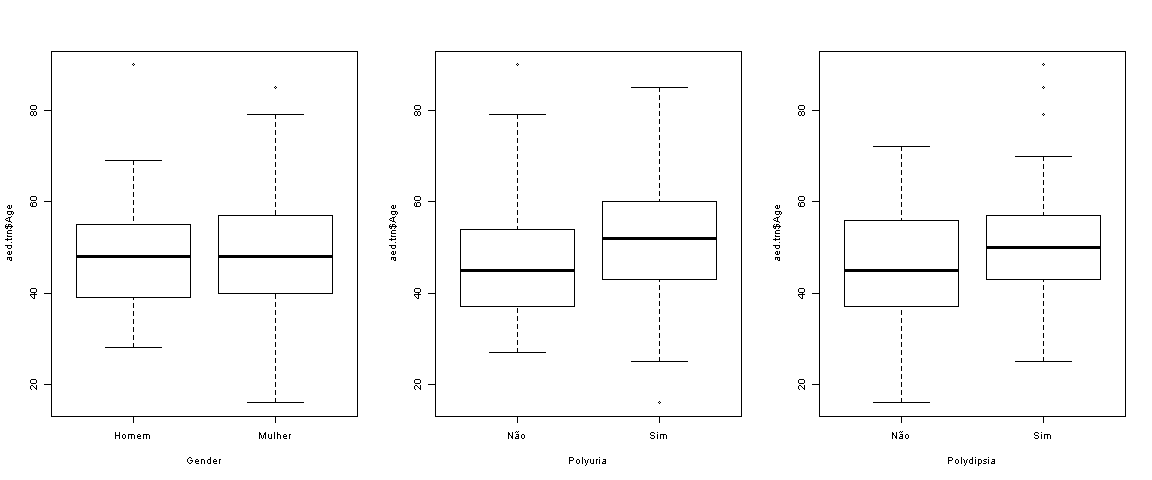 aed.trn$Age
80
60
40
20
Homem Mulher
Gender
aed.trn$Age
80
60
40
20
Não Sim
Polyuria
aed.trn$Age
80
60
40
20
Não Sim
Polydipsia